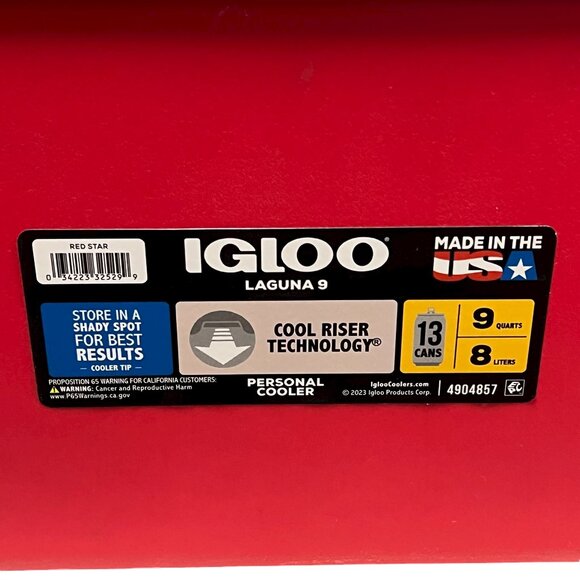 RED STAR
0 34223 32529 9
IGLOO®
LAGUNA 9
MADE IN THE
USA
STORE IN A
SHADY SPOT
FOR BEST
RESULTS
— COOLER TIP —
COOL RISER
TECHNOLOGY®
13
CANS
9 QUARTS
8 LITERS
PROPOSITION 65 WARNING FOR CALIFORNIA CUSTOMERS:
⚠ WARNING: Cancer and Reproductive Harm
www.P65Warnings.ca.gov
PERSONAL
COOLER
IglooCoolers.com
© 2023 Igloo Products Corp.
4904857